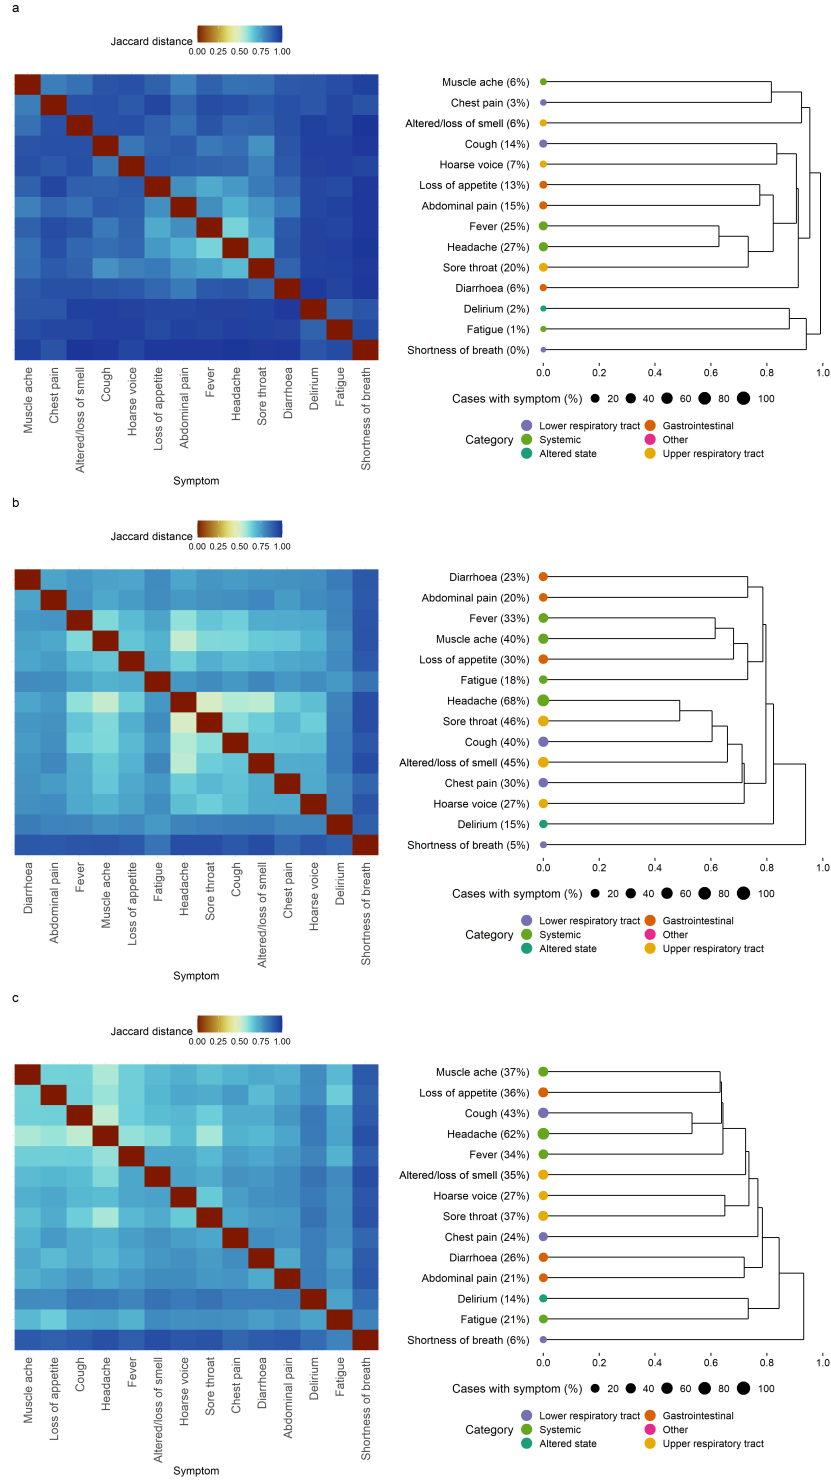 a
Jaccard distance
0.00 0.25 0.50 0.75 1.00
Muscle ache (6%)
Chest pain (3%)
Altered/loss of smell (6%)
Cough (14%)
Hoarse voice (7%)
Loss of appetite (13%)
Abdominal pain (15%)
Fever (25%)
Headache (27%)
Sore throat (20%)
Diarrhoea (6%)
Delirium (2%)
Fatigue (1%)
Shortness of breath (0%)
0.0 0.2 0.4 0.6 0.8 1.0
Muscle ache
Chest pain
Altered/loss of smell
Cough
Hoarse voice
Loss of appetite
Abdominal pain
Fever
Headache
Sore throat
Diarrhoea
Delirium
Fatigue
Shortness of breath
Symptom
Cases with symptom (%) 20 40 60 80 100
Category
Lower respiratory tract
Systemic
Altered state
Gastrointestinal
Other
Upper respiratory tract
b
Jaccard distance
0.00 0.25 0.50 0.75 1.00
Diarrhoea (23%)
Abdominal pain (20%)
Fever (33%)
Muscle ache (40%)
Loss of appetite (30%)
Fatigue (18%)
Headache (68%)
Sore throat (46%)
Cough (40%)
Altered/loss of smell (45%)
Chest pain (30%)
Hoarse voice (27%)
Delirium (15%)
Shortness of breath (5%)
0.0 0.2 0.4 0.6 0.8 1.0
Diarrhoea
Abdominal pain
Fever
Muscle ache
Loss of appetite
Fatigue
Headache
Sore throat
Cough
Altered/loss of smell
Chest pain
Hoarse voice
Delirium
Shortness of breath
Symptom
Cases with symptom (%) 20 40 60 80 100
Category
Lower respiratory tract
Systemic
Altered state
Gastrointestinal
Other
Upper respiratory tract
c
Jaccard distance
0.00 0.25 0.50 0.75 1.00
Muscle ache (37%)
Loss of appetite (36%)
Cough (43%)
Headache (62%)
Fever (34%)
Altered/loss of smell (35%)
Hoarse voice (27%)
Sore throat (37%)
Chest pain (24%)
Diarrhoea (26%)
Abdominal pain (21%)
Delirium (14%)
Fatigue (21%)
Shortness of breath (6%)
0.0 0.2 0.4 0.6 0.8 1.0
Muscle ache
Loss of appetite
Cough
Headache
Fever
Altered/loss of smell
Hoarse voice
Sore throat
Chest pain
Diarrhoea
Abdominal pain
Delirium
Fatigue
Shortness of breath
Symptom
Cases with symptom (%) 20 40 60 80 100
Category
Lower respiratory tract
Systemic
Altered state
Gastrointestinal
Other
Upper respiratory tract